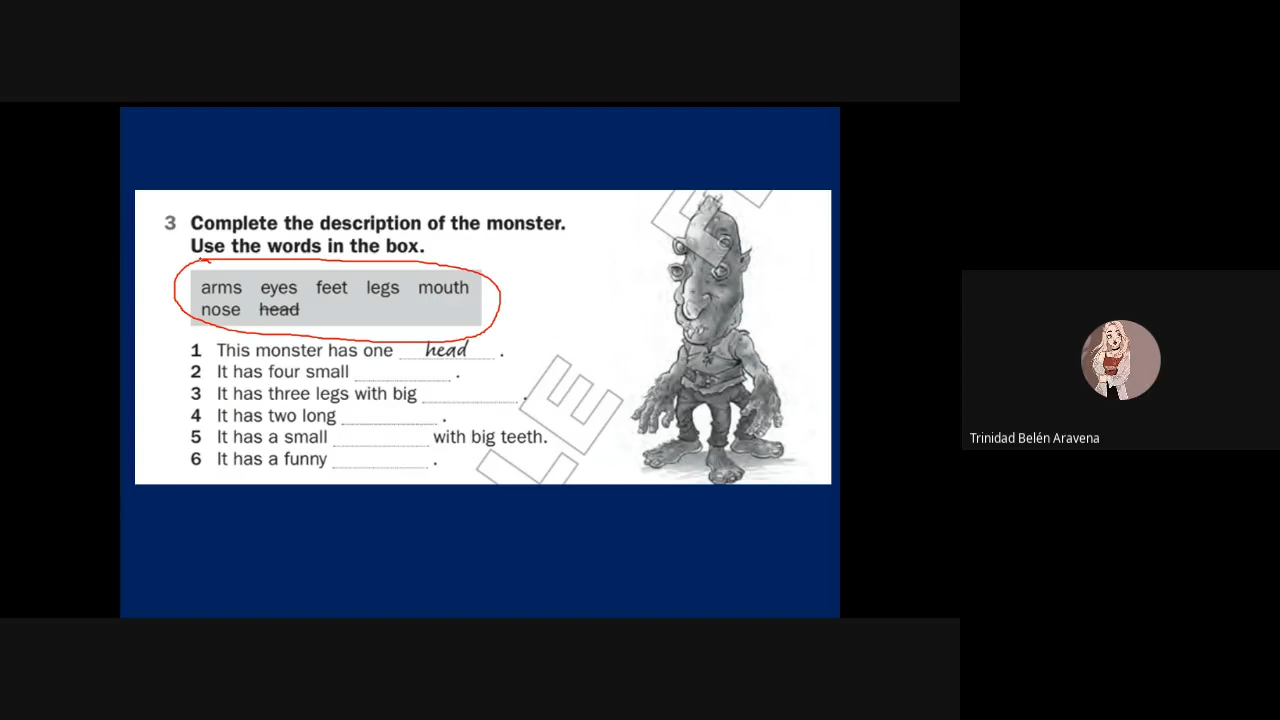 3 Complete the description of the monster.
Use the words in the box.
arms eyes feet legs mouth
nose head
1 This monster has one head .
2 It has four small .
3 It has three legs with big .
4 It has two long .
5 It has a small with big teeth.
6 It has a funny .
LE
Trinidad Belén Aravena